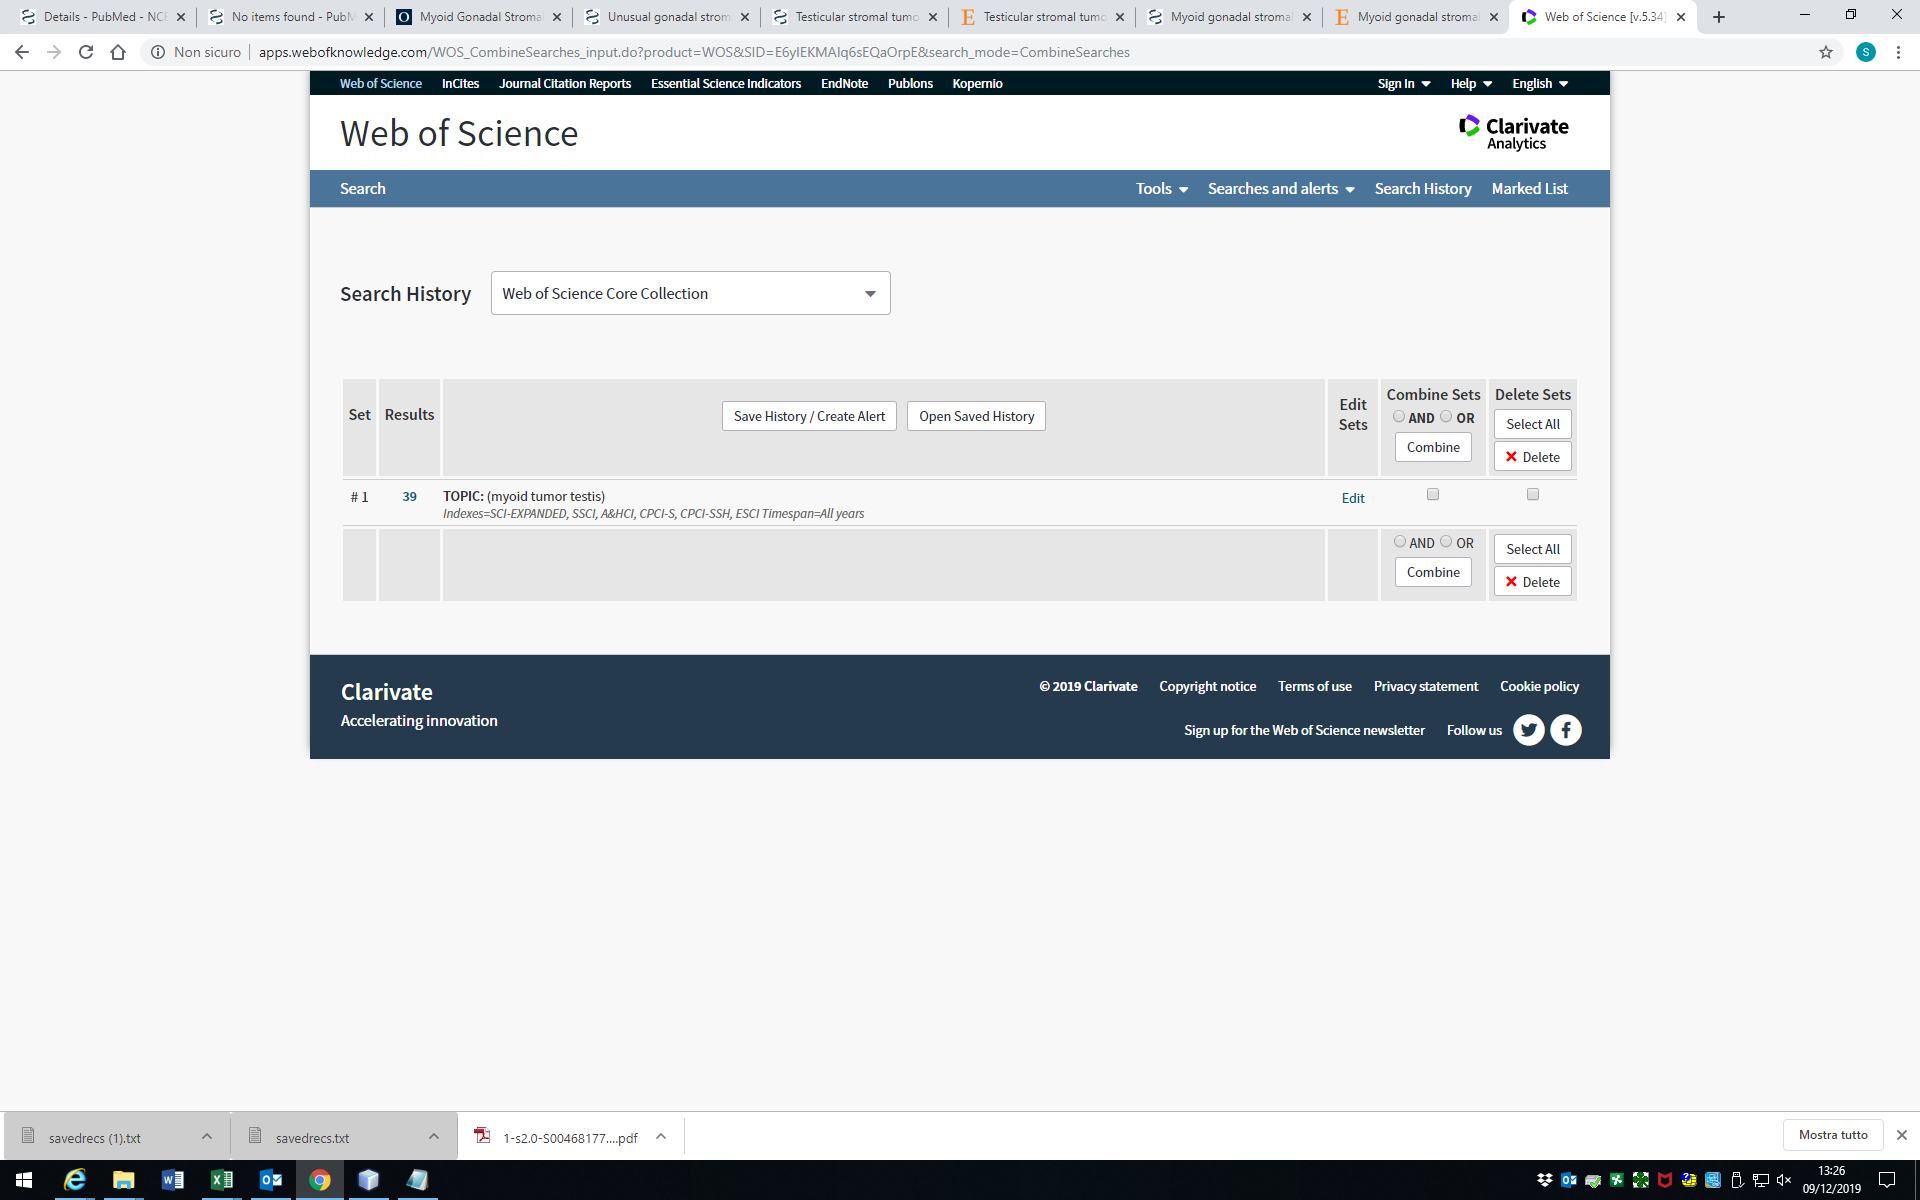 Details - PubMed - NCB
No items found - PubM
Myoid Gonadal Stromal
Unusual gonadal strom
Testicular stromal tumo
Testicular stromal tumo
Myoid gonadal stromal
Myoid gonadal stromal
Web of Science [v.5.34]
Non sicuro
apps.webofknowledge.com/WOS_CombineSearches_input.do?product=WOS&SID=E6yIEKMAIq6sEQaOrpE&search_mode=CombineSearches
S
Web of Science InCites Journal Citation Reports Essential Science Indicators EndNote Publons Kopernio Sign In Help English
Web of Science
Clarivate
Analytics
Search Tools Searches and alerts Search History Marked List
Search History Web of Science Core Collection
Set Results Save History / Create Alert Open Saved History Edit Sets
Combine Sets
AND OR
Combine
Delete Sets
Select All
Delete
# 1 39 TOPIC: (myoid tumor testis) Edit
Indexes=SCI-EXPANDED, SSCI, A&HCI, CPCI-S, CPCI-SSH, ESCI Timespan=All years
AND OR
Combine
Select All
Delete
Clarivate
Accelerating innovation
© 2019 Clarivate Copyright notice Terms of use Privacy statement Cookie policy
Sign up for the Web of Science newsletter Follow us
savedrecs (1).txt savedrecs.txt 1-s2.0-S00468177....pdf Mostra tutto
13:26
09/12/2019